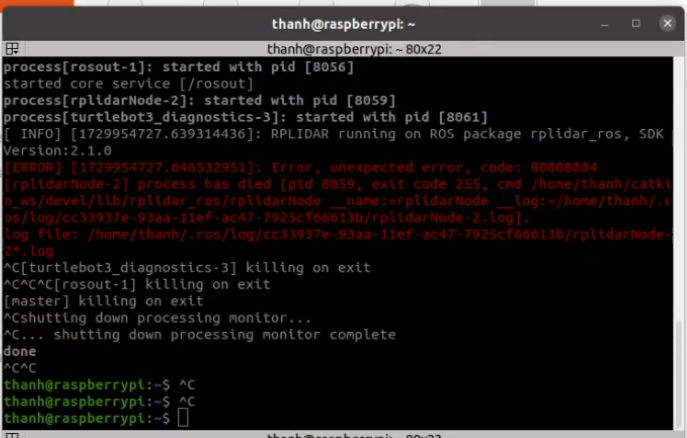 thanh@raspberrypi: ~
thanh@raspberrypi: ~ 80x22
process[rosout-1]: started with pid [8056]
started core service [/rosout]
process[rplidarNode-2]: started with pid [8059]
process[turtlebot3_diagnostics-3]: started with pid [8061]
[ INFO] [1729954727.639314436]: RPLIDAR running on ROS package rplidar_ros, SDK
Version:2.1.0
[ERROR] [1729954727.646532951]: Error, unexpected error, code: 80008004
[rplidarNode-2] process has died [pid 8059, exit code 255, cmd /home/thanh/catki
n_ws/devel/lib/rplidar_ros/rplidarNode __name:=rplidarNode __log:=/home/thanh/.r
os/log/cc33937e-93aa-11ef-ac47-7925cf66613b/rplidarNode-2.log].
log file: /home/thanh/.ros/log/cc33937e-93aa-11ef-ac47-7925cf66613b/rplidarNode-
2*.log
^C[turtlebot3_diagnostics-3] killing on exit
^C^C^C[rosout-1] killing on exit
[master] killing on exit
^Cshutting down processing monitor...
^C... shutting down processing monitor complete
done
^C^C
thanh@raspberrypi:~$ ^C
thanh@raspberrypi:~$ ^C
thanh@raspberrypi:~$
thanh@raspberrypi: ~ 80x22